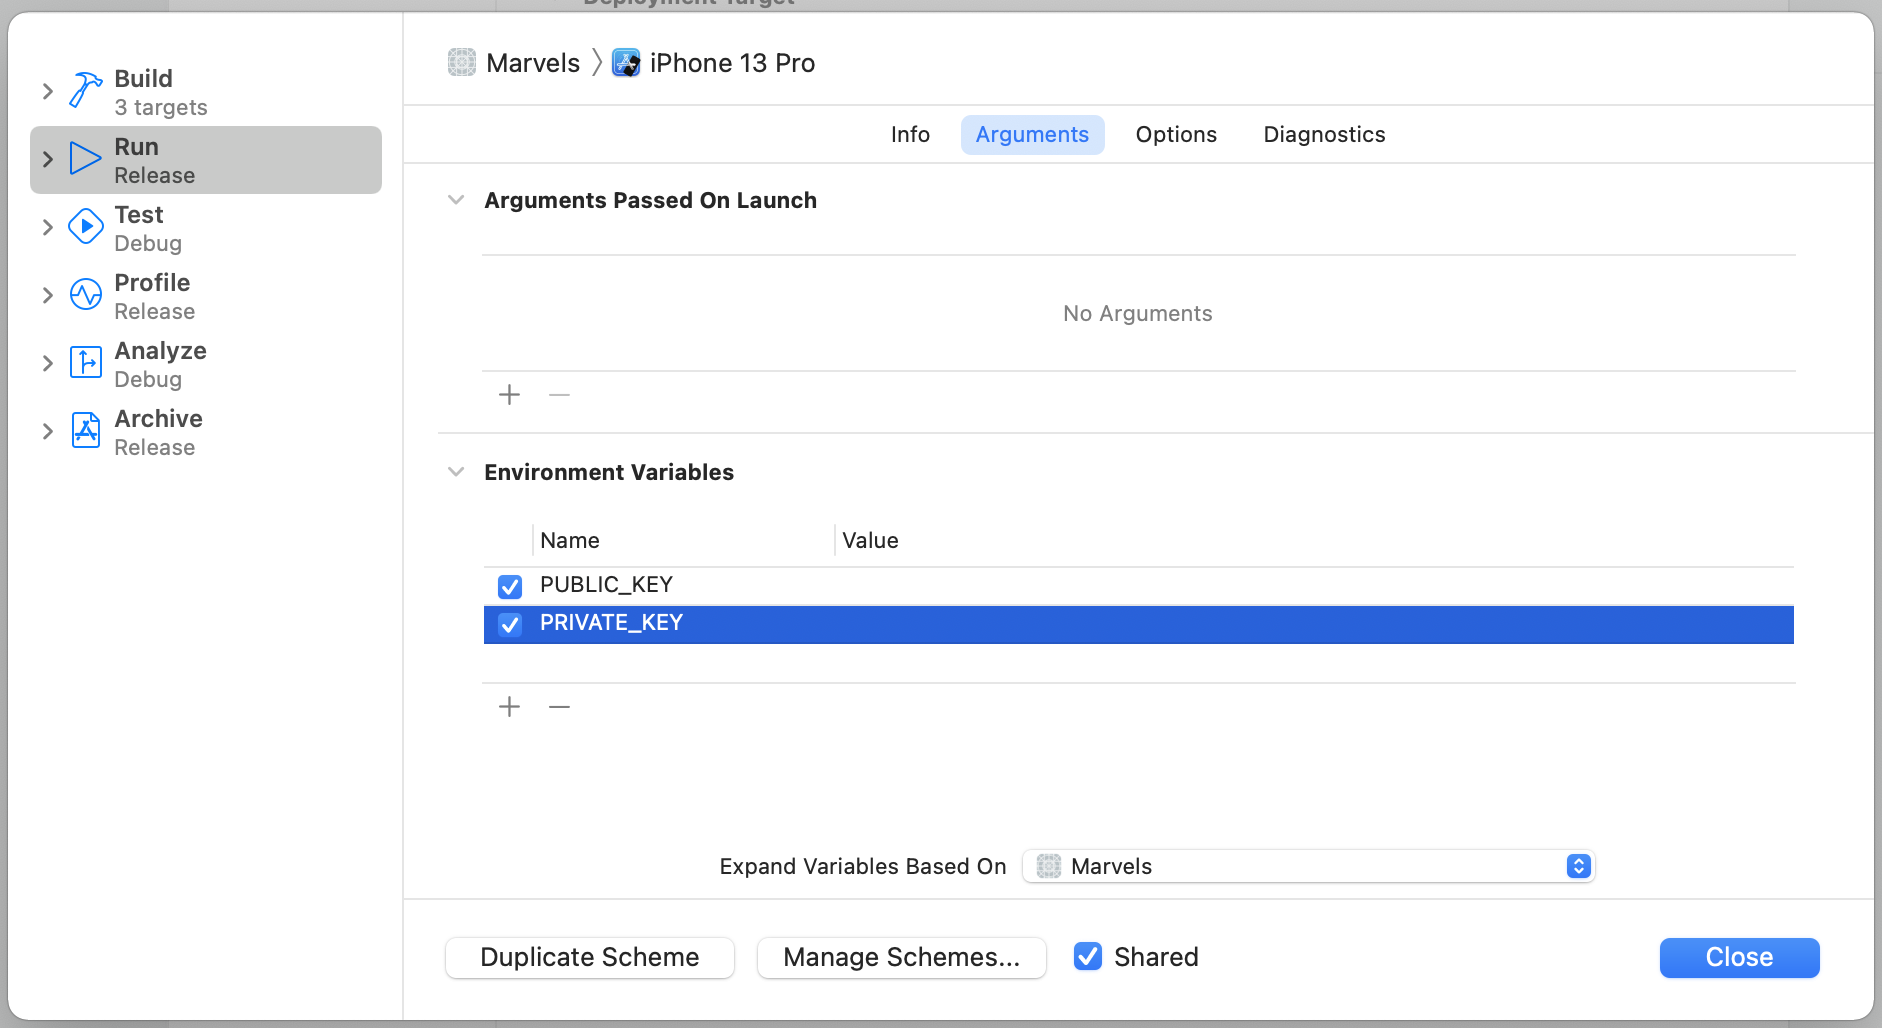 Deployment Target
Marvels
iPhone 13 Pro
Build
3 targets
Run
Release
Test
Debug
Profile
Release
Analyze
Debug
Archive
Release
Info Arguments Options Diagnostics
Arguments Passed On Launch
No Arguments
Environment Variables
Name Value
PUBLIC_KEY
PRIVATE_KEY
Expand Variables Based On Marvels
Duplicate Scheme Manage Schemes... Shared Close